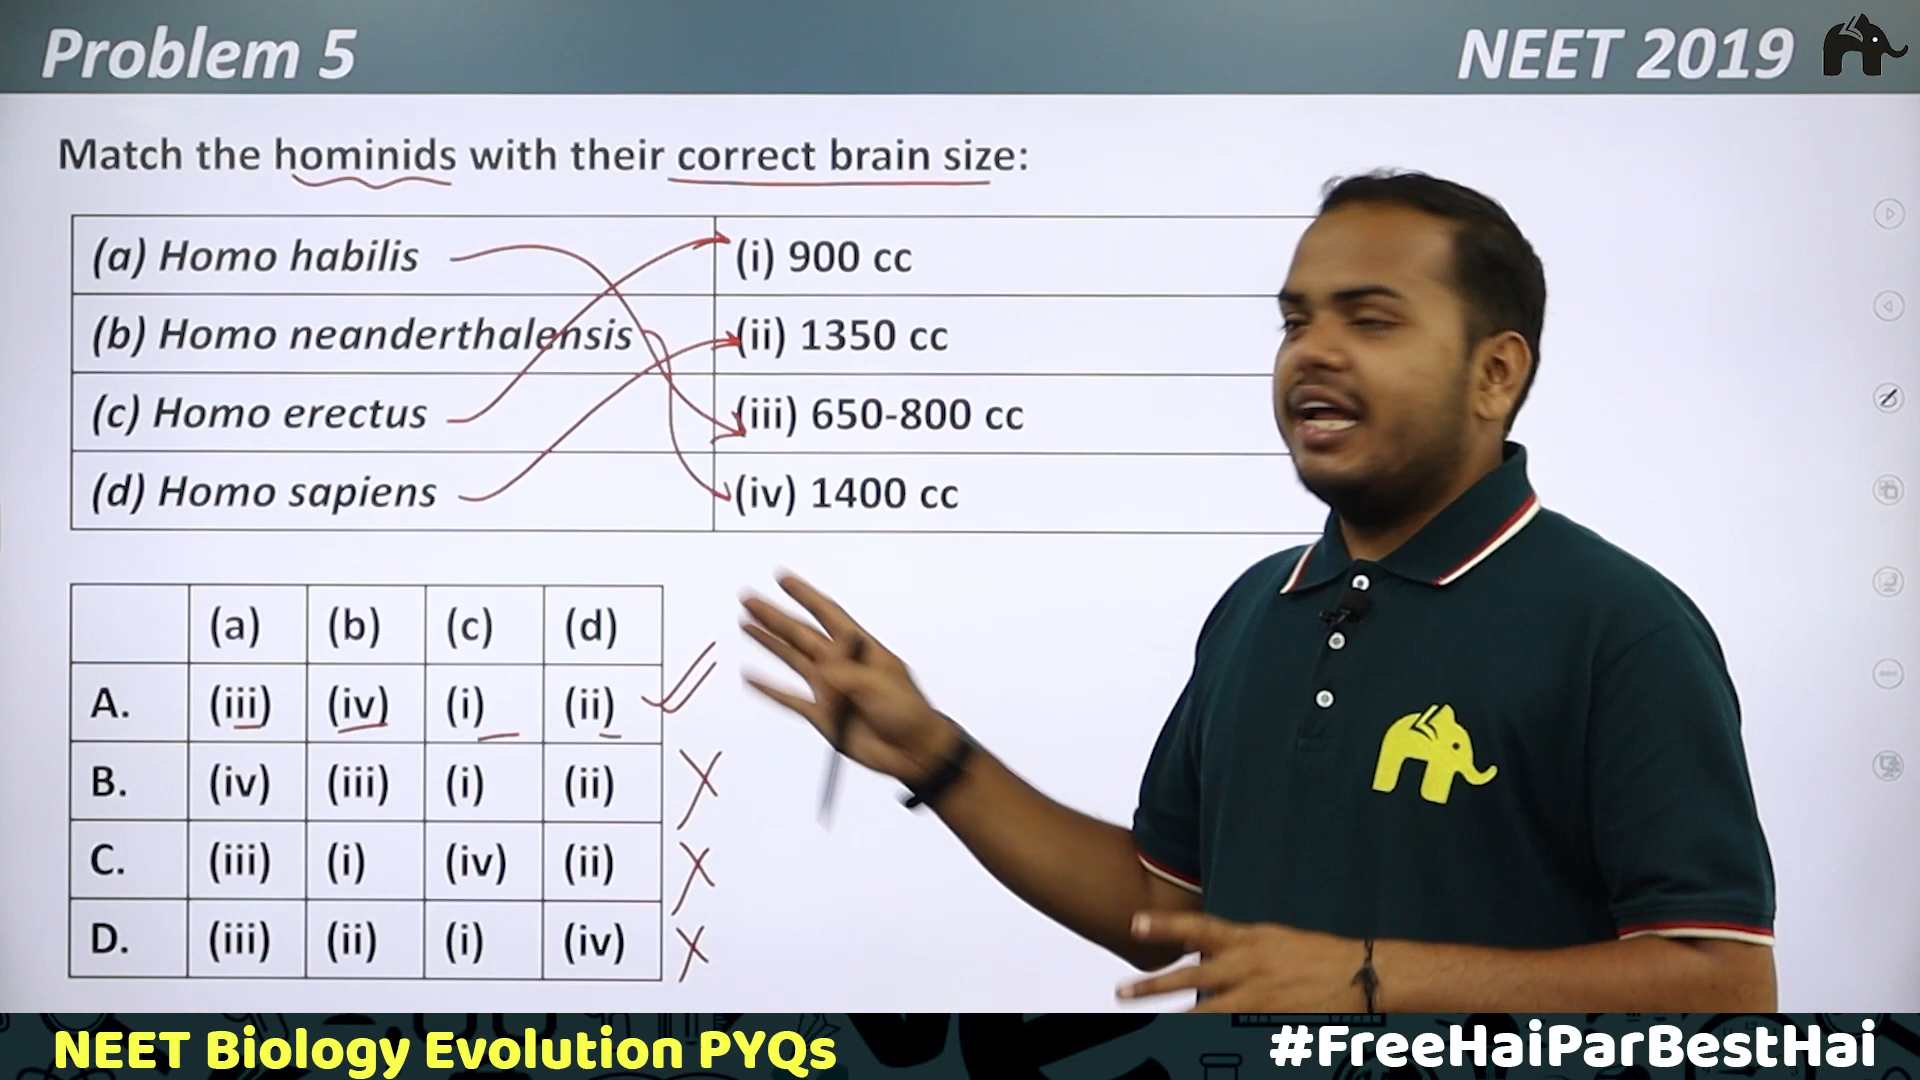 Problem 5
NEET 2019
Match the hominids with their correct brain size:
(a) Homo habilis (i) 900 cc
(b) Homo neanderthalensis (ii) 1350 cc
(c) Homo erectus (iii) 650-800 cc
(d) Homo sapiens (iv) 1400 cc
(a) (b) (c) (d)
A. (iii) (iv) (i) (ii)
B. (iv) (iii) (i) (ii)
C. (iii) (i) (iv) (ii)
D. (iii) (ii) (i) (iv)
NEET Biology Evolution PYQs
#FreeHaiParBestHai